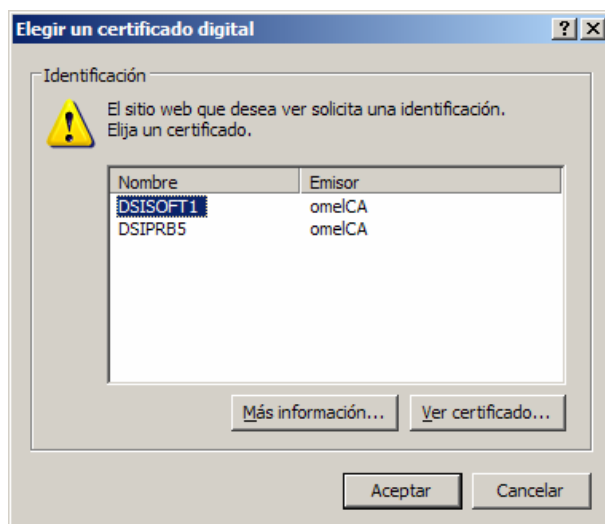 Elegir un certificado digital
Identificación
El sitio web que desea ver solicita una identificación.
Elija un certificado.
Nombre Emisor
DSISOFT1 omelCA
DSIPRB5 omelCA
Más información... Ver certificado...
Aceptar Cancelar